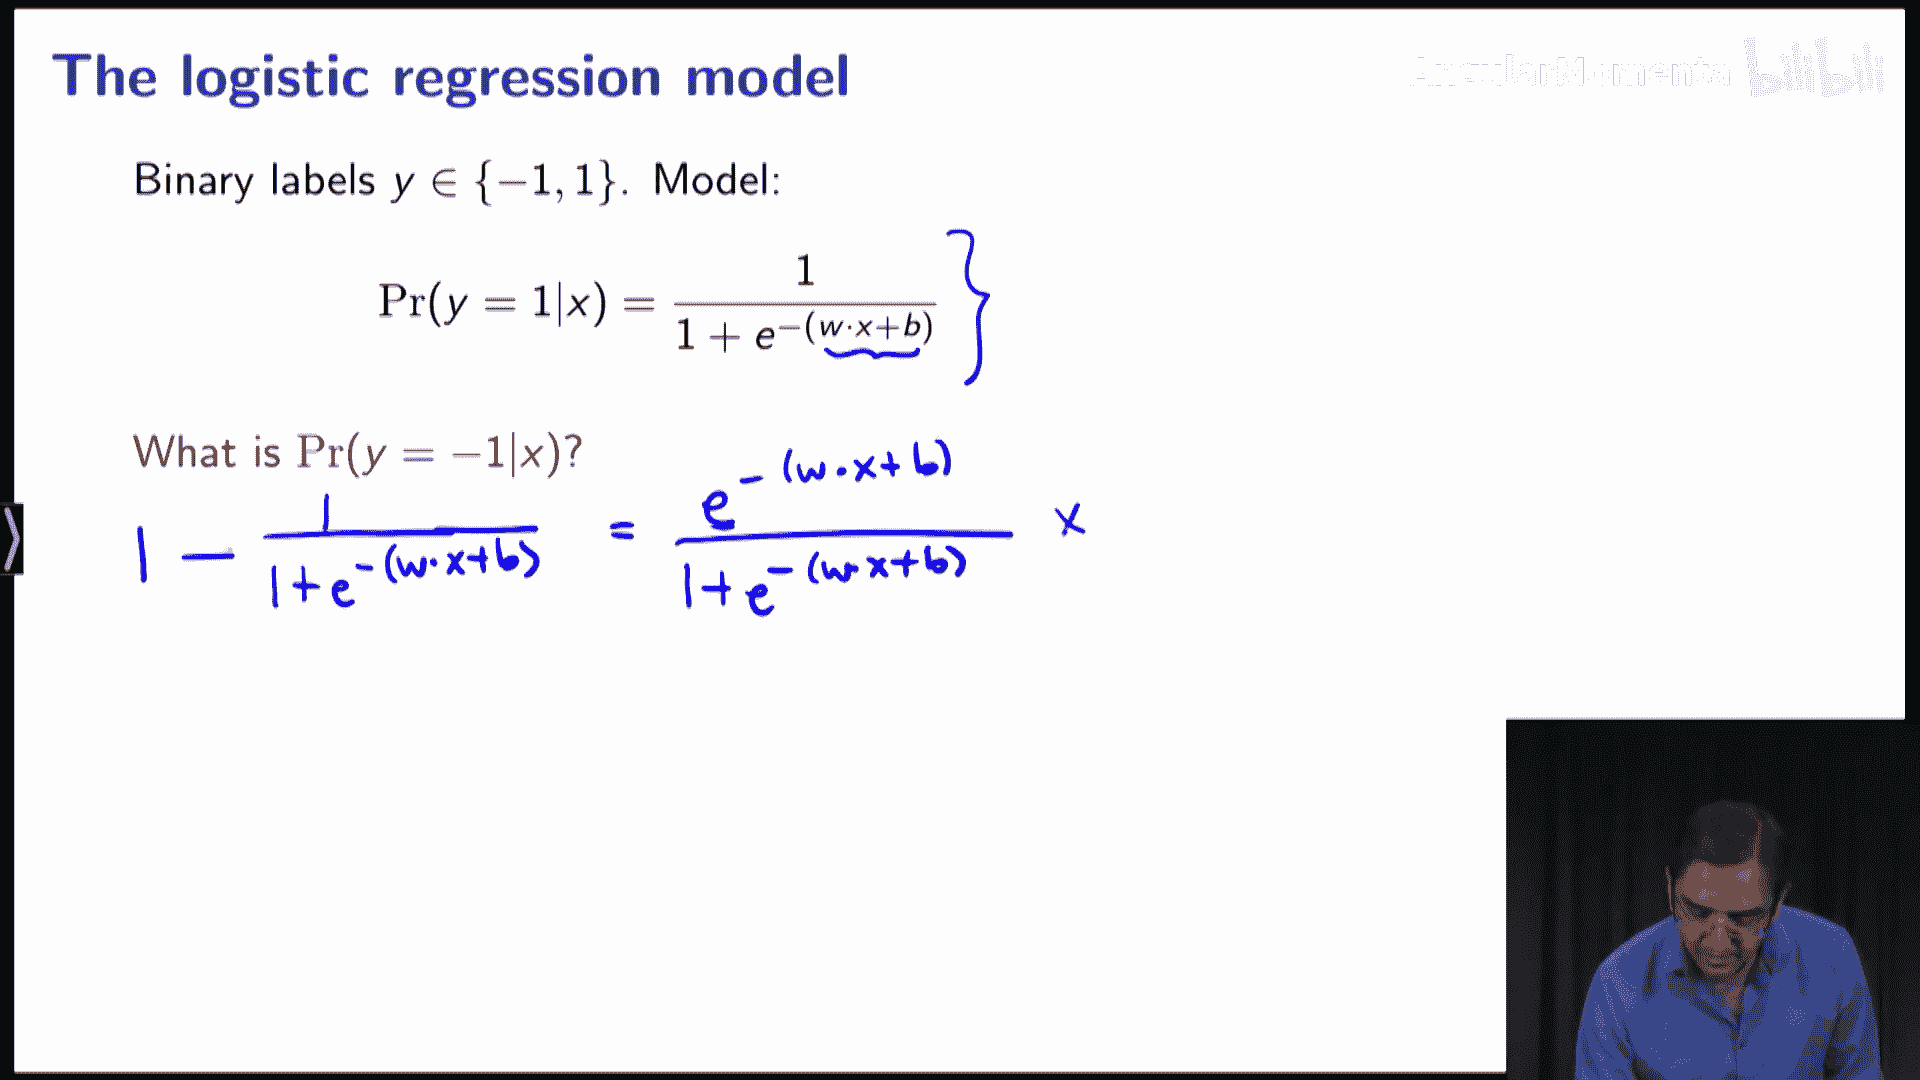 The logistic regression model
bilibili
Binary labels y ∈ {−1, 1}. Model:
Pr(y = 1|x) = 1 / (1 + e^{−(w·x+b)})
What is Pr(y = −1|x)?
1 − 1 / (1 + e^{−(w·x+b)}) = e^{−(w·x+b)} / (1 + e^{−(w·x+b)}) ×